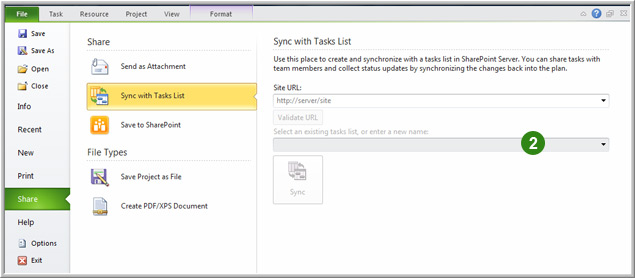 File Task Resource Project View Format
Save
Save As
Open
Close
Info
Recent
New
Print
Share
Help
Options
Exit
Share
Send as Attachment
Sync with Tasks List
Save to SharePoint
File Types
Save Project as File
Create PDF/XPS Document
Sync with Tasks List
Use this place to create and synchronize with a tasks list in SharePoint Server. You can share tasks with
team members and collect status updates by synchronizing the changes back into the plan.
Site URL:
http://server/site
Validate URL
Select an existing tasks list, or enter a new name:
2
Sync